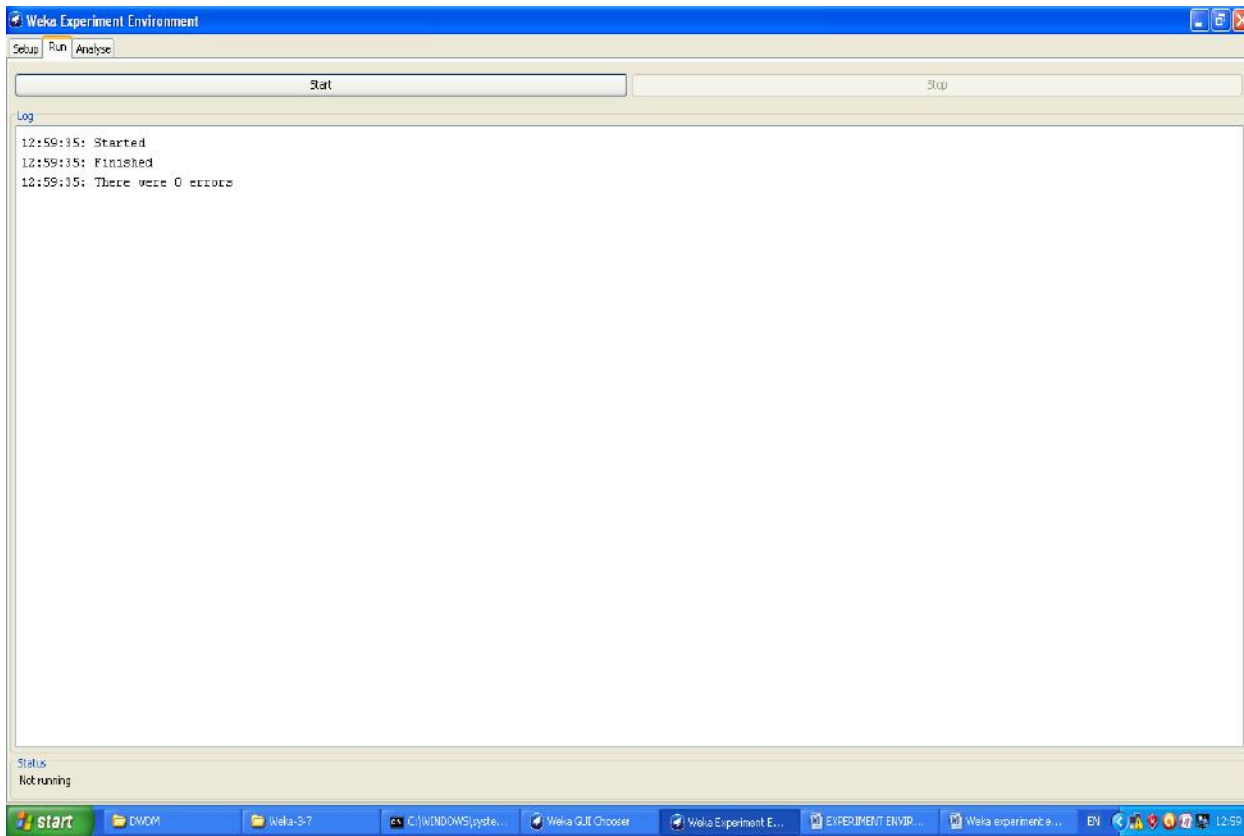 Weka Experiment Environment
Setup Run Analyse
Start Stop
Log
12:59:35: Started
12:59:35: Finished
12:59:35: There were 0 errors
Status
Not running
start DWDM Weka-3-7 C:\WINDOWS\syste... Weka GUI Chooser Weka Experiment E... EXPERIMENT ENVIR... Weka experiment e... EN 12:59